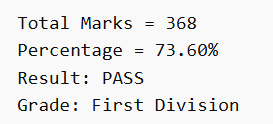 Total Marks = 368
Percentage = 73.60%
Result: PASS
Grade: First Division